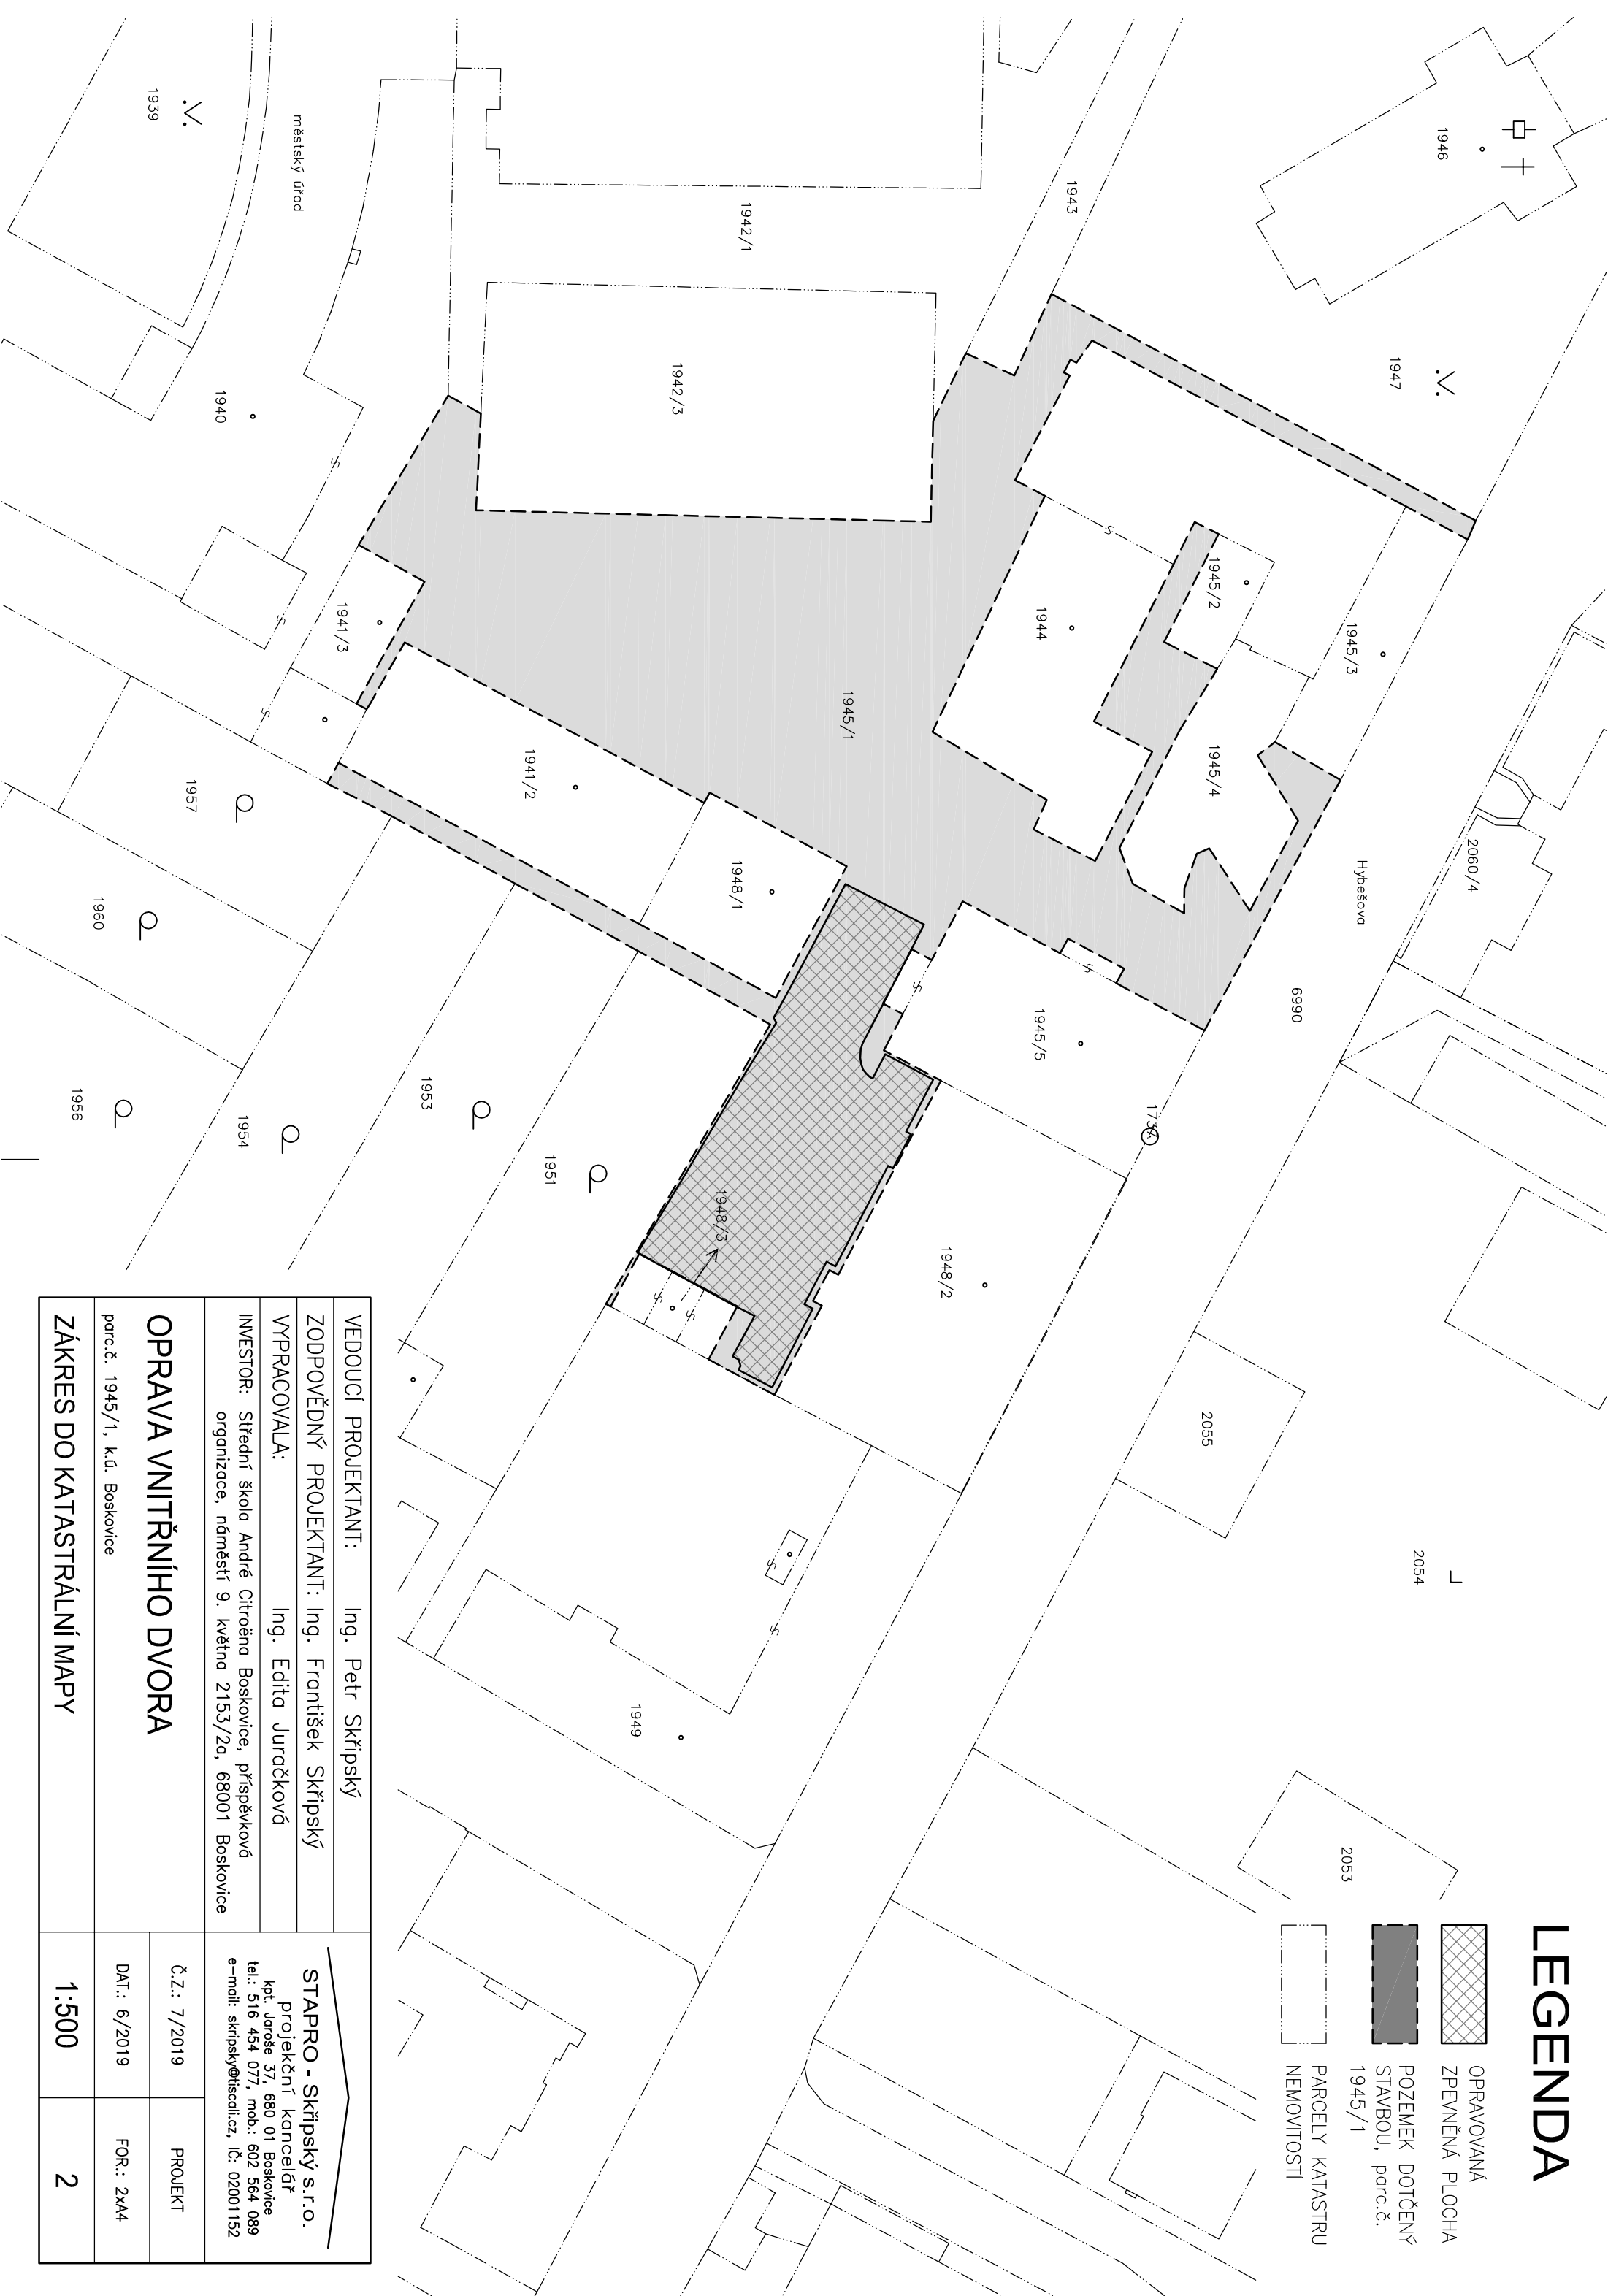 LEGENDA
OPRAVOVANÁ
ZPEVNĚNÁ PLOCHA
POZEMEK DOTČENÝ
STAVBOU, parc.č.
1945/1
PARCELY KATASTRU
NEMOVITOSTÍ
1946
1947
1943
1942/1
1942/3
1939
městský úřad
1940
1941/3
1941/2
1944
1945/2
1945/3
1945/4
1945/1
1945/5
1948/1
1948/2
1948/3
Hybešova
6990
2060/4
1957
1960
1956
1954
1953
1951
2055
2054
2053
1949
VEDOUCÍ PROJEKTANT: Ing. Petr Skřipský
ZODPOVĚDNÝ PROJEKTANT: Ing. František Skřipský
VYPRACOVALA: Ing. Edita Juračková
INVESTOR: Střední škola André Citroëna Boskovice, příspěvková
organizace, náměstí 9. května 2153/2a, 68001 Boskovice
OPRAVA VNITŘNÍHO DVORA
parc.č. 1945/1, k.ú. Boskovice
ZÁKRES DO KATASTRÁLNÍ MAPY
STAPRO - Skřipský s.r.o.
projekční kancelář
kpt. Jaroše 37, 680 01 Boskovice
tel.: 516 454 077, mob.: 602 564 089
e-mail: skripsky@tiscali.cz, IČ: 02001152
Č.Z.: 7/2019
PROJEKT
DAT.: 6/2019
FOR.: 2xA4
1:500
2